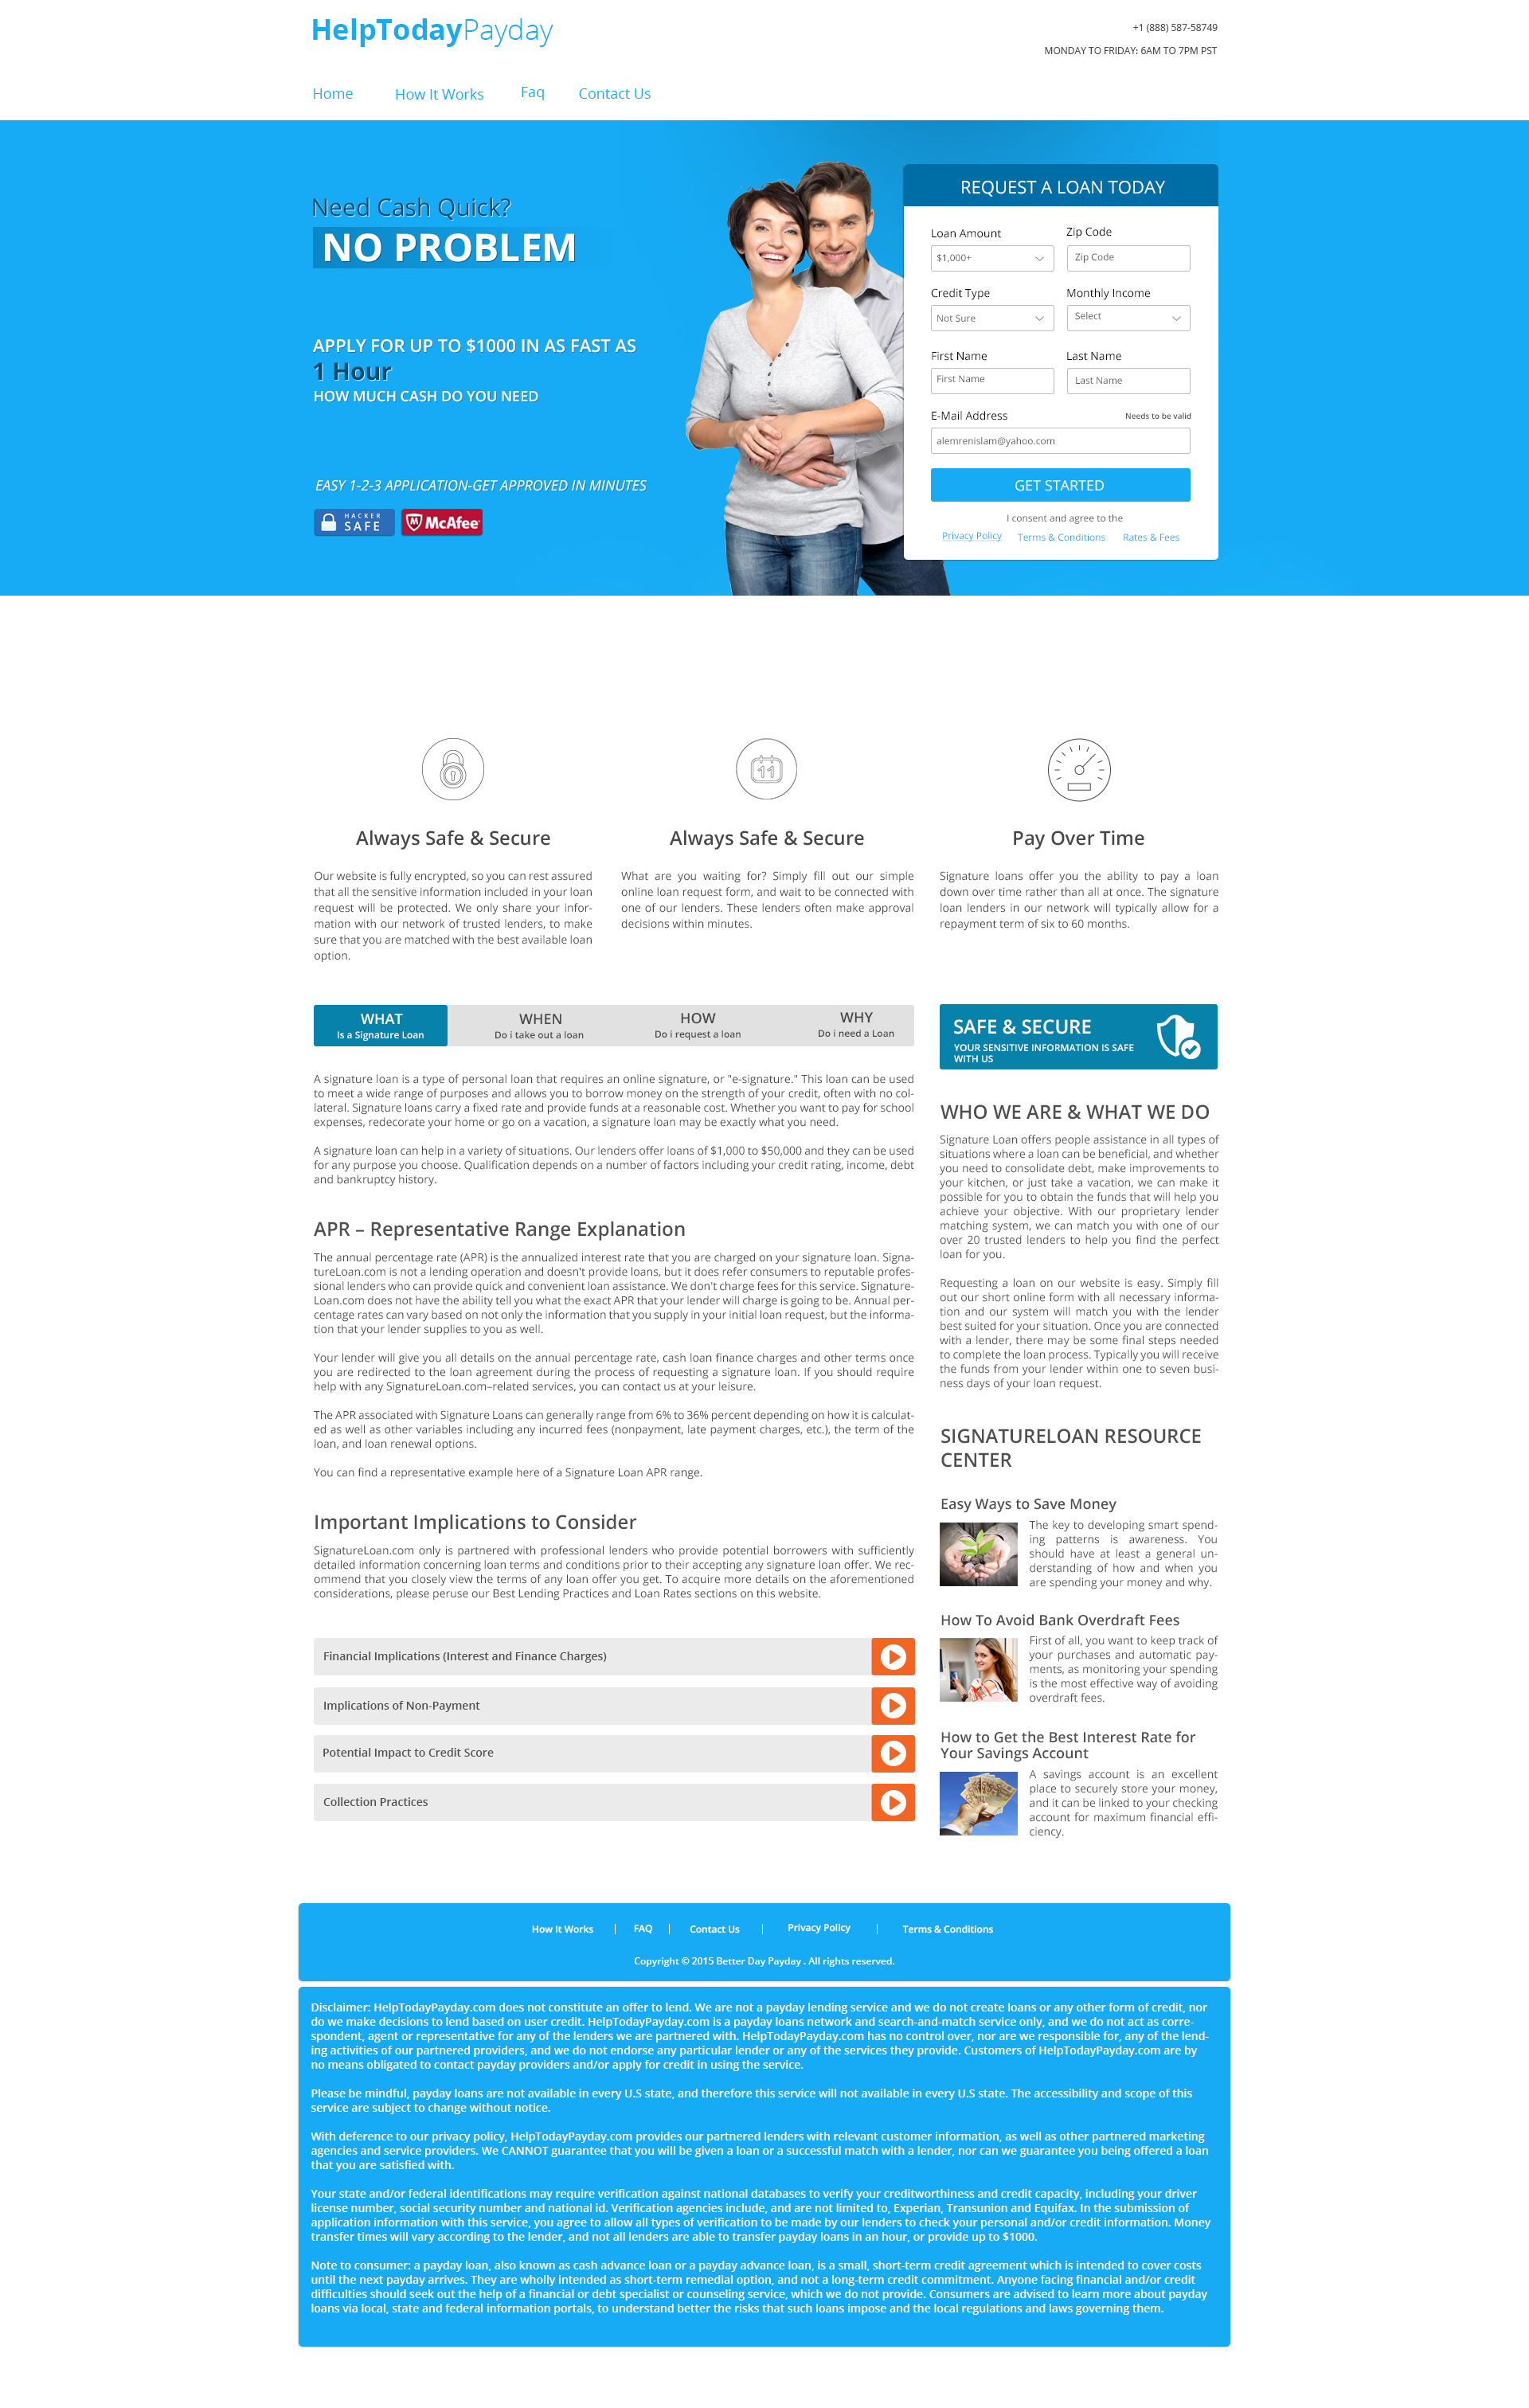 HelpTodayPayday
+1 (888) 587-58749
MONDAY TO FRIDAY: 6AM TO 7PM PST
Home How It Works Faq Contact Us
Need Cash Quick?
NO PROBLEM
APPLY FOR UP TO $1000 IN AS FAST AS
1 Hour
HOW MUCH CASH DO YOU NEED
EASY 1-2-3 APPLICATION-GET APPROVED IN MINUTES
HACKER
SAFE
McAfee
REQUEST A LOAN TODAY
Loan Amount Zip Code
$1,000+ Zip Code
Credit Type Monthly Income
Not Sure Select
First Name Last Name
First Name Last Name
E-Mail Address Needs to be valid
alemrenislam@yahoo.com
GET STARTED
I consent and agree to the
Privacy Policy Terms & Conditions Rates & Fees
Always Safe & Secure
Our website is fully encrypted, so you can rest assured
that all the sensitive information included in your loan
request will be protected. We only share your infor-
mation with our network of trusted lenders, to make
sure that you are matched with the best available loan
option.
11
Always Safe & Secure
What are you waiting for? Simply fill out our simple
online loan request form, and wait to be connected with
one of our lenders. These lenders often make approval
decisions within minutes.
Pay Over Time
Signature loans offer you the ability to pay a loan
down over time rather than all at once. The signature
loan lenders in our network will typically allow for a
repayment term of six to 60 months.
WHAT
Is a Signature Loan
WHEN
Do i take out a loan
HOW
Do i request a loan
WHY
Do i need a Loan
A signature loan is a type of personal loan that requires an online signature, or "e-signature." This loan can be used
to meet a wide range of purposes and allows you to borrow money on the strength of your credit, often with no col-
lateral. Signature loans carry a fixed rate and provide funds at a reasonable cost. Whether you want to pay for school
expenses, redecorate your home or go on a vacation, a signature loan may be exactly what you need.
A signature loan can help in a variety of situations. Our lenders offer loans of $1,000 to $50,000 and they can be used
for any purpose you choose. Qualification depends on a number of factors including your credit rating, income, debt
and bankruptcy history.
APR – Representative Range Explanation
The annual percentage rate (APR) is the annualized interest rate that you are charged on your signature loan. Signa-
tureLoan.com is not a lending operation and doesn't provide loans, but it does refer consumers to reputable profes-
sional lenders who can provide quick and convenient loan assistance. We don't charge fees for this service. Signature-
Loan.com does not have the ability tell you what the exact APR that your lender will charge is going to be. Annual per-
centage rates can vary based on not only the information that you supply in your initial loan request, but the informa-
tion that your lender supplies to you as well.
Your lender will give you all details on the annual percentage rate, cash loan finance charges and other terms once
you are redirected to the loan agreement during the process of requesting a signature loan. If you should require
help with any SignatureLoan.com–related services, you can contact us at your leisure.
The APR associated with Signature Loans can generally range from 6% to 36% percent depending on how it is calculat-
ed as well as other variables including any incurred fees (nonpayment, late payment charges, etc.), the term of the
loan, and loan renewal options.
You can find a representative example here of a Signature Loan APR range.
Important Implications to Consider
SignatureLoan.com only is partnered with professional lenders who provide potential borrowers with sufficiently
detailed information concerning loan terms and conditions prior to their accepting any signature loan offer. We rec-
ommend that you closely view the terms of any loan offer you get. To acquire more details on the aforementioned
considerations, please peruse our Best Lending Practices and Loan Rates sections on this website.
Financial Implications (Interest and Finance Charges)
Implications of Non-Payment
Potential Impact to Credit Score
Collection Practices
SAFE & SECURE
YOUR SENSITIVE INFORMATION IS SAFE
WITH US
WHO WE ARE & WHAT WE DO
Signature Loan offers people assistance in all types of
situations where a loan can be beneficial, and whether
you need to consolidate debt, make improvements to
your kitchen, or just take a vacation, we can make it
possible for you to obtain the funds that will help you
achieve your objective. With our proprietary lender
matching system, we can match you with one of our
over 20 trusted lenders to help you find the perfect
loan for you.
Requesting a loan on our website is easy. Simply fill
out our short online form with all necessary informa-
tion and our system will match you with the lender
best suited for your situation. Once you are connected
with a lender, there may be some final steps needed
to complete the loan process. Typically you will receive
the funds from your lender within one to seven busi-
ness days of your loan request.
SIGNATURELOAN RESOURCE
CENTER
Easy Ways to Save Money
The key to developing smart spend-
ing patterns is awareness. You
should have at least a general un-
derstanding of how and when you
are spending your money and why.
How To Avoid Bank Overdraft Fees
First of all, you want to keep track of
your purchases and automatic pay-
ments, as monitoring your spending
is the most effective way of avoiding
overdraft fees.
How to Get the Best Interest Rate for
Your Savings Account
A savings account is an excellent
place to securely store your money,
and it can be linked to your checking
account for maximum financial effi-
ciency.
How It Works | FAQ | Contact Us | Privacy Policy | Terms & Conditions
Copyright © 2015 Better Day Payday . All rights reserved.
Disclaimer: HelpTodayPayday.com does not constitute an offer to lend. We are not a payday lending service and we do not create loans or any other form of credit, nor
do we make decisions to lend based on user credit. HelpTodayPayday.com is a payday loans network and search-and-match service only, and we do not act as corre-
spondent, agent or representative for any of the lenders we are partnered with. HelpTodayPayday.com has no control over, nor are we responsible for, any of the lend-
ing activities of our partnered providers, and we do not endorse any particular lender or any of the services they provide. Customers of HelpTodayPayday.com are by
no means obligated to contact payday providers and/or apply for credit in using the service.
Please be mindful, payday loans are not available in every U.S state, and therefore this service will not available in every U.S state. The accessibility and scope of this
service are subject to change without notice.
With deference to our privacy policy, HelpTodayPayday.com provides our partnered lenders with relevant customer information, as well as other partnered marketing
agencies and service providers. We CANNOT guarantee that you will be given a loan or a successful match with a lender, nor can we guarantee you being offered a loan
that you are satisfied with.
Your state and/or federal identifications may require verification against national databases to verify your creditworthiness and credit capacity, including your driver
license number, social security number and national id. Verification agencies include, and are not limited to, Experian, Transunion and Equifax. In the submission of
application information with this service, you agree to allow all types of verification to be made by our lenders to check your personal and/or credit information. Money
transfer times will vary according to the lender, and not all lenders are able to transfer payday loans in an hour, or provide up to $1000.
Note to consumer: a payday loan, also known as cash advance loan or a payday advance loan, is a small, short-term credit agreement which is intended to cover costs
until the next payday arrives. They are wholly intended as short-term remedial option, and not a long-term credit commitment. Anyone facing financial and/or credit
difficulties should seek out the help of a financial or debt specialist or counseling service, which we do not provide. Consumers are advised to learn more about payday
loans via local, state and federal information portals, to understand better the risks that such loans impose and the local regulations and laws governing them.